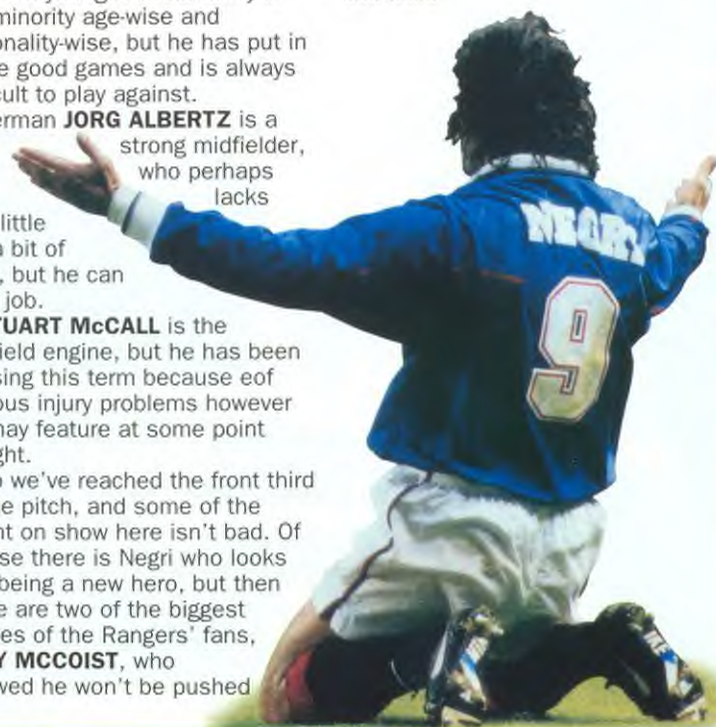 minority age-wise and
onality-wise, but he has put in
e good games and is always
cult to play against.
erman JORG ALBERTZ is a
strong midfielder,
who perhaps
lacks
little
a bit of
, but he can
job.
TUART McCALL is the
ield engine, but he has been
sing this term because eof
ous injury problems however
may feature at some point
ght.
o we've reached the front third
e pitch, and some of the
nt on show here isn't bad. Of
se there is Negri who looks
being a new hero, but then
e are two of the biggest
es of the Rangers' fans,
Y MCCOIST, who
wed he won't be pushed
NEGRI
9